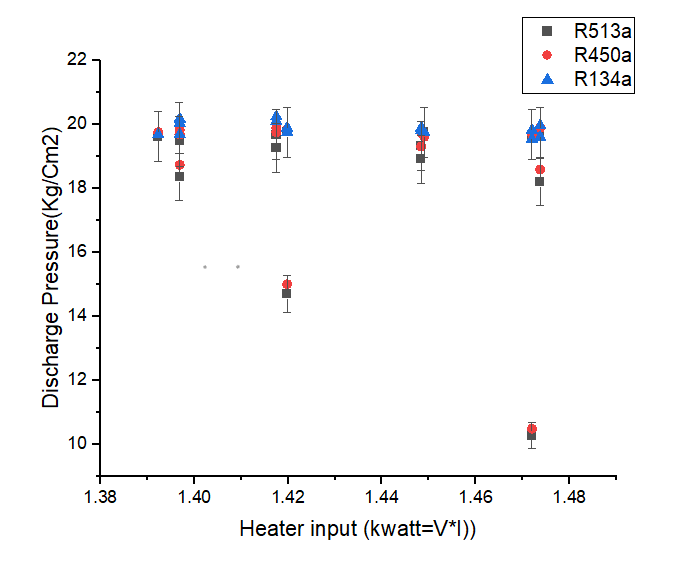 R513a
R450a
R134a
22
20
18
16
14
12
10
Discharge Pressure(Kg/Cm2)
1.38 1.40 1.42 1.44 1.46 1.48
Heater input (kwatt=V*I))